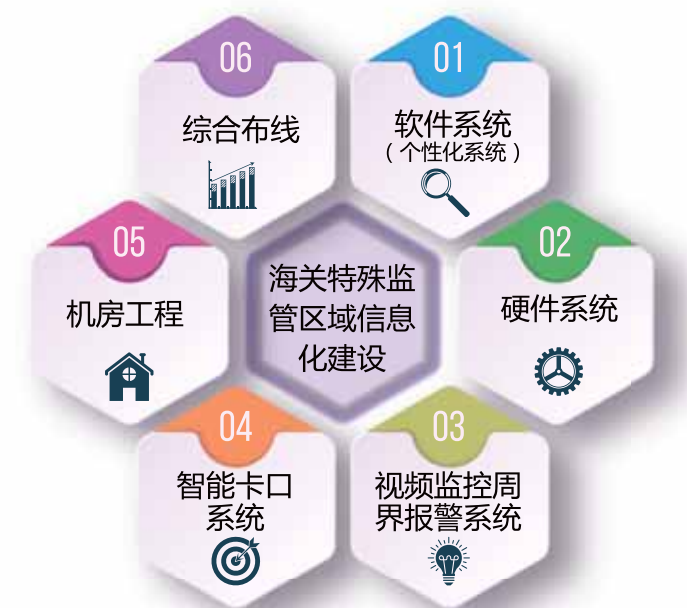 06
综合布线
01
软件系统
（个性化系统）
05
机房工程
海关特殊监
管区域信息
化建设
02
硬件系统
04
智能卡口
系统
03
视频监控周
界报警系统